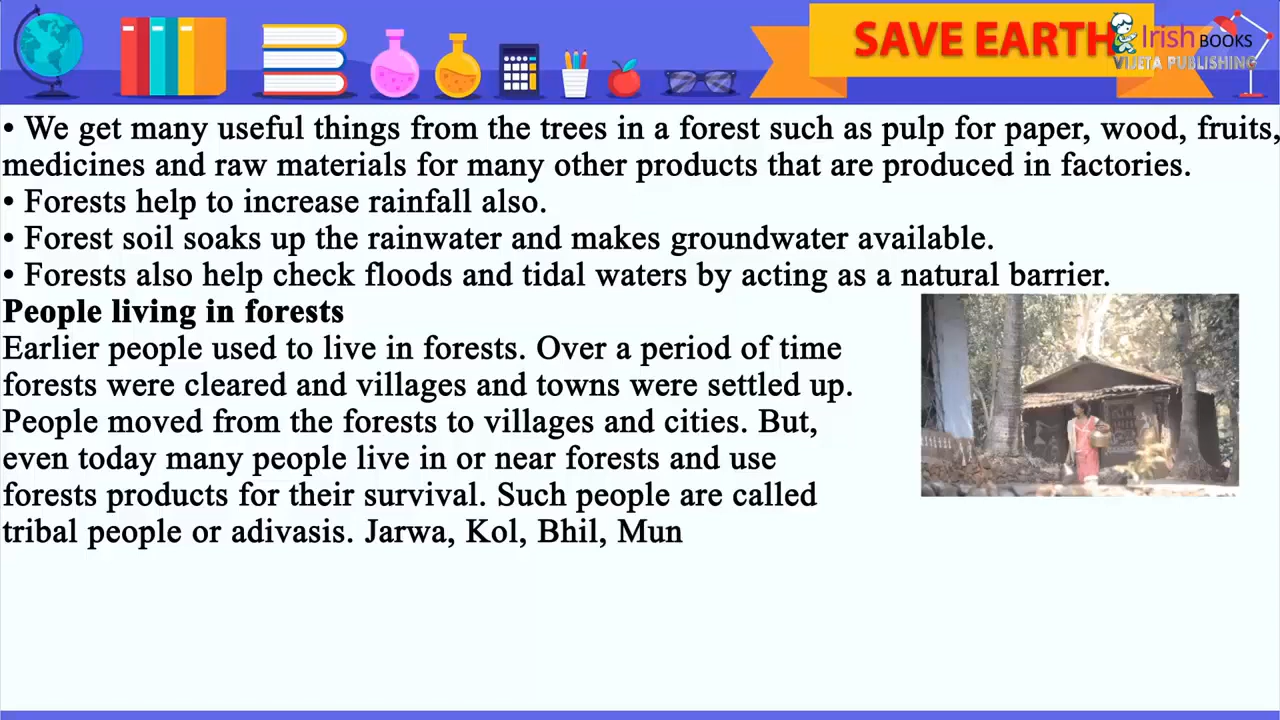 SAVE EARTH
Irish BOOKS
VIJETA PUBLISHING
• We get many useful things from the trees in a forest such as pulp for paper, wood, fruits,
medicines and raw materials for many other products that are produced in factories.
• Forests help to increase rainfall also.
• Forest soil soaks up the rainwater and makes groundwater available.
• Forests also help check floods and tidal waters by acting as a natural barrier.
People living in forests
Earlier people used to live in forests. Over a period of time
forests were cleared and villages and towns were settled up.
People moved from the forests to villages and cities. But,
even today many people live in or near forests and use
forests products for their survival. Such people are called
tribal people or adivasis. Jarwa, Kol, Bhil, Mun